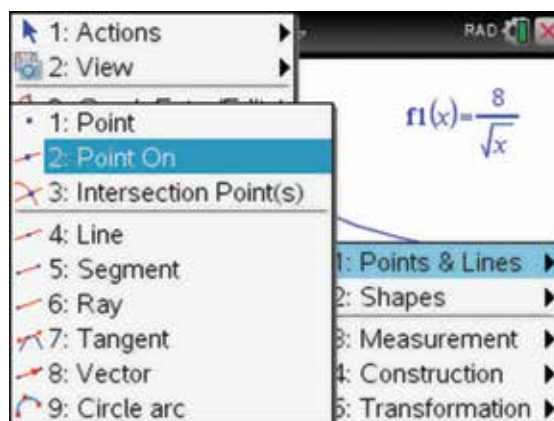 1: Actions
2: View
RAD
f1(x)=8/√x
1: Point
2: Point On
3: Intersection Point(s)
4: Line
5: Segment
6: Ray
7: Tangent
8: Vector
9: Circle arc
1: Points & Lines
2: Shapes
3: Measurement
4: Construction
5: Transformation